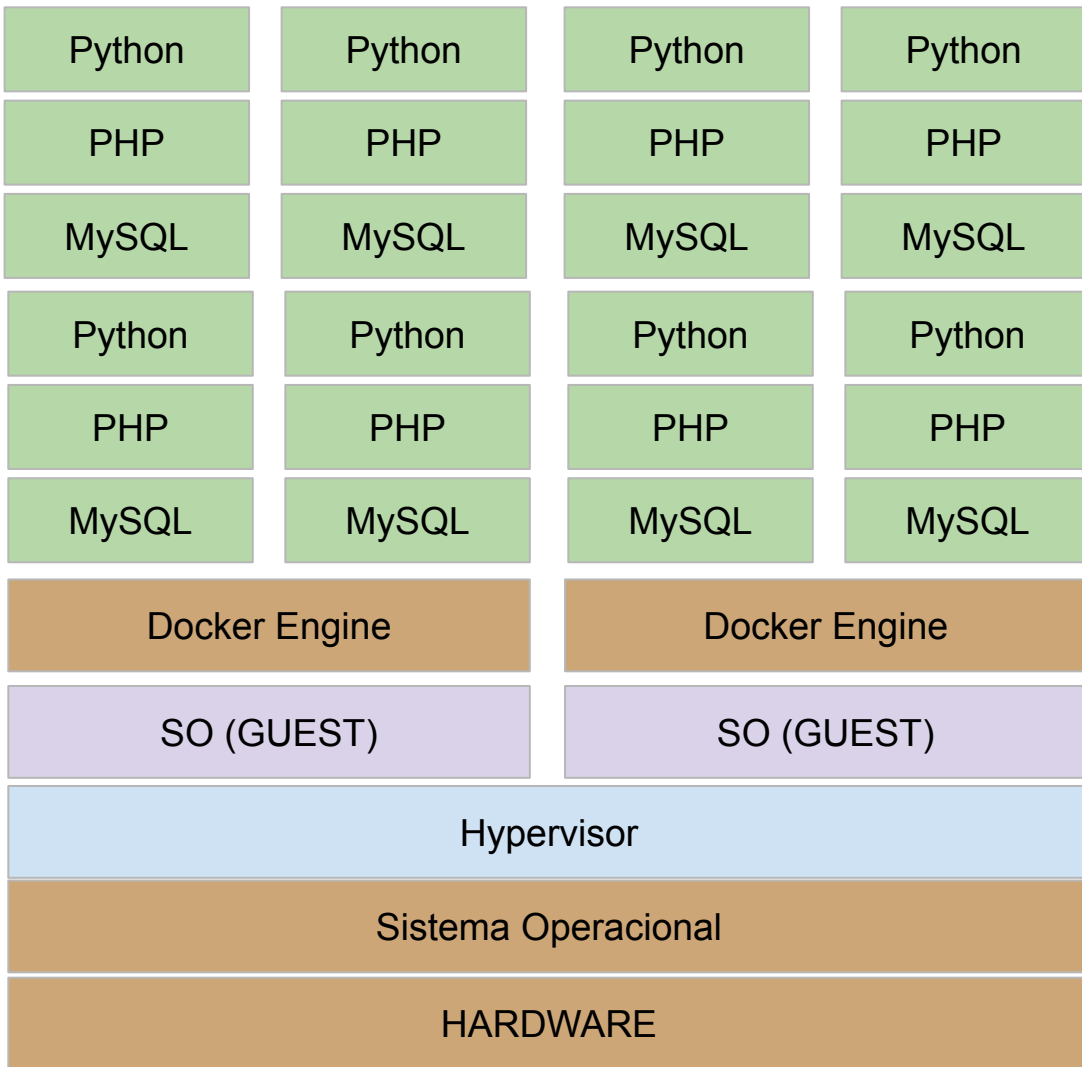 Python Python Python Python
PHP PHP PHP PHP
MySQL MySQL MySQL MySQL
Python Python Python Python
PHP PHP PHP PHP
MySQL MySQL MySQL MySQL
Docker Engine Docker Engine
SO (GUEST) SO (GUEST)
Hypervisor
Sistema Operacional
HARDWARE